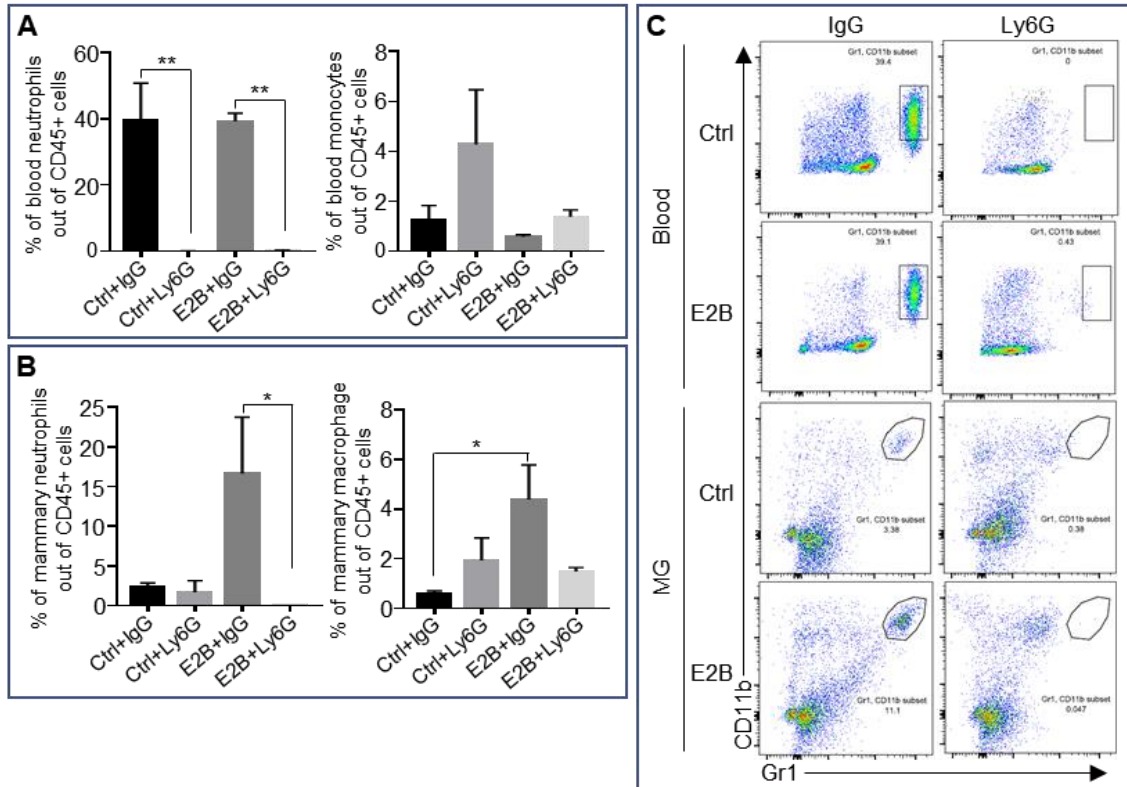 A
% of blood neutrophils
out of CD45+ cells
60
40
20
0
**
**
Ctrl+IgG
Ctrl+Ly6G
E2B+IgG
E2B+Ly6G
% of blood monocytes
out of CD45+ cells
8
6
4
2
0
Ctrl+IgG
Ctrl+Ly6G
E2B+IgG
E2B+Ly6G
B
% of mammary neutrophils
out of CD45+ cells
25
20
15
10
5
0
*
Ctrl+IgG
Ctrl+Ly6G
E2B+IgG
E2B+Ly6G
% of mammary macrophage
out of CD45+ cells
8
6
4
2
0
*
Ctrl+IgG
Ctrl+Ly6G
E2B+IgG
E2B+Ly6G
C
IgG
Ly6G
Blood
Ctrl
Gr1, CD11b subset
39.4
Gr1, CD11b subset
0
E2B
Gr1, CD11b subset
39.1
Gr1, CD11b subset
0.43
MG
Ctrl
Gr1, CD11b subset
3.38
Gr1, CD11b subset
0.38
E2B
Gr1, CD11b subset
11.1
Gr1, CD11b subset
0.047
CD11b
Gr1